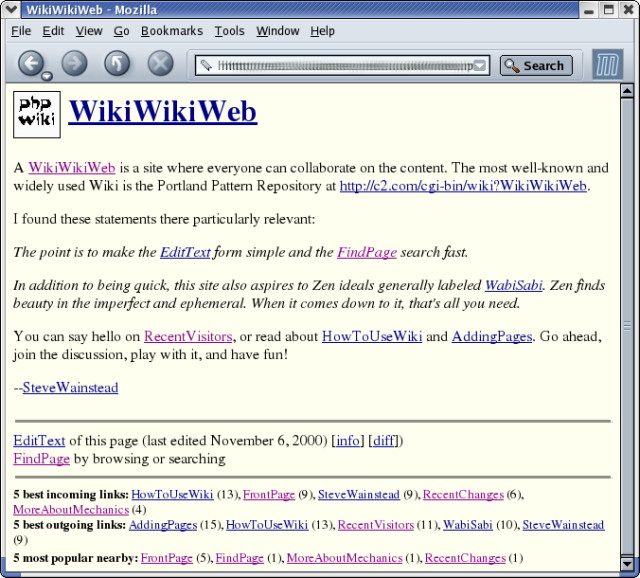 WikiWikiWeb - Mozilla
File Edit View Go Bookmarks Tools Window Help
Search
php
wiki
WikiWikiWeb
A WikiWikiWeb is a site where everyone can collaborate on the content. The most well-known and
widely used Wiki is the Portland Pattern Repository at http://c2.com/cgi-bin/wiki?WikiWikiWeb.
I found these statements there particularly relevant:
The point is to make the EditText form simple and the FindPage search fast.
In addition to being quick, this site also aspires to Zen ideals generally labeled WabiSabi. Zen finds
beauty in the imperfect and ephemeral. When it comes down to it, that's all you need.
You can say hello on RecentVisitors, or read about HowToUseWiki and AddingPages. Go ahead,
join the discussion, play with it, and have fun!
--SteveWainstead
EditText of this page (last edited November 6, 2000) [info] [diff])
FindPage by browsing or searching
5 best incoming links: HowToUseWiki (13), FrontPage (9), SteveWainstead (9), RecentChanges (6),
MoreAboutMechanics (4)
5 best outgoing links: AddingPages (15), HowToUseWiki (13), RecentVisitors (11), WabiSabi (10), SteveWainstead
(9)
5 most popular nearby: FrontPage (5), FindPage (1), MoreAboutMechanics (1), RecentChanges (1)